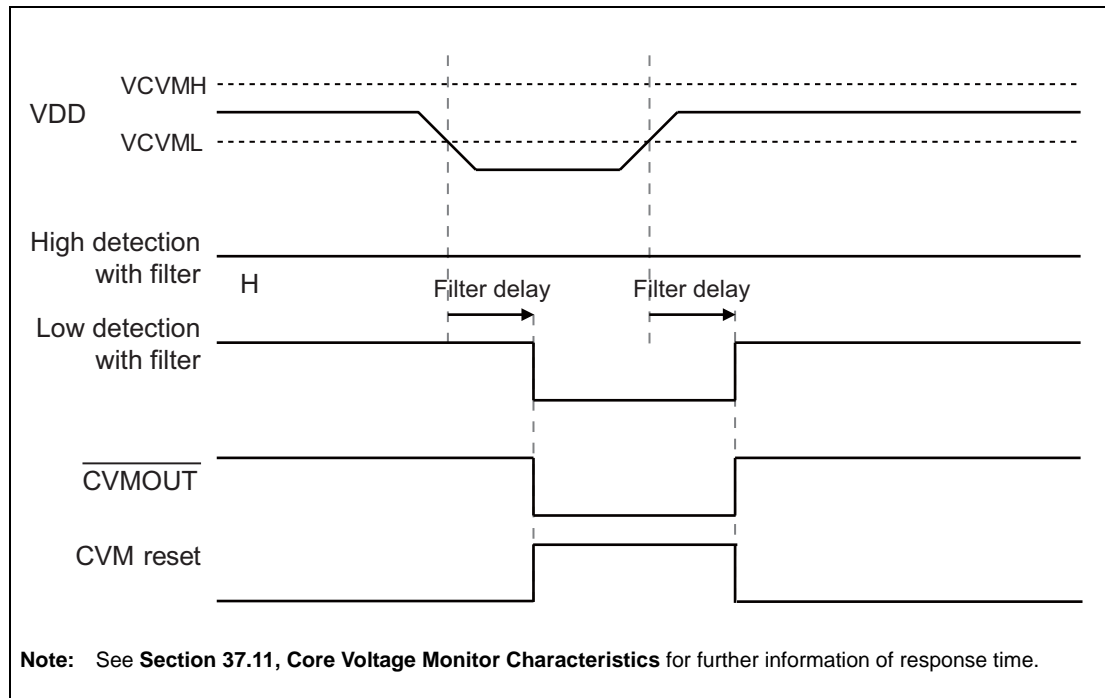 VCVMH
VDD
VCVML
High detection
with filter
H
Filter delay
Filter delay
Low detection
with filter
CVMOUT
CVM reset
Note: See Section 37.11, Core Voltage Monitor Characteristics for further information of response time.